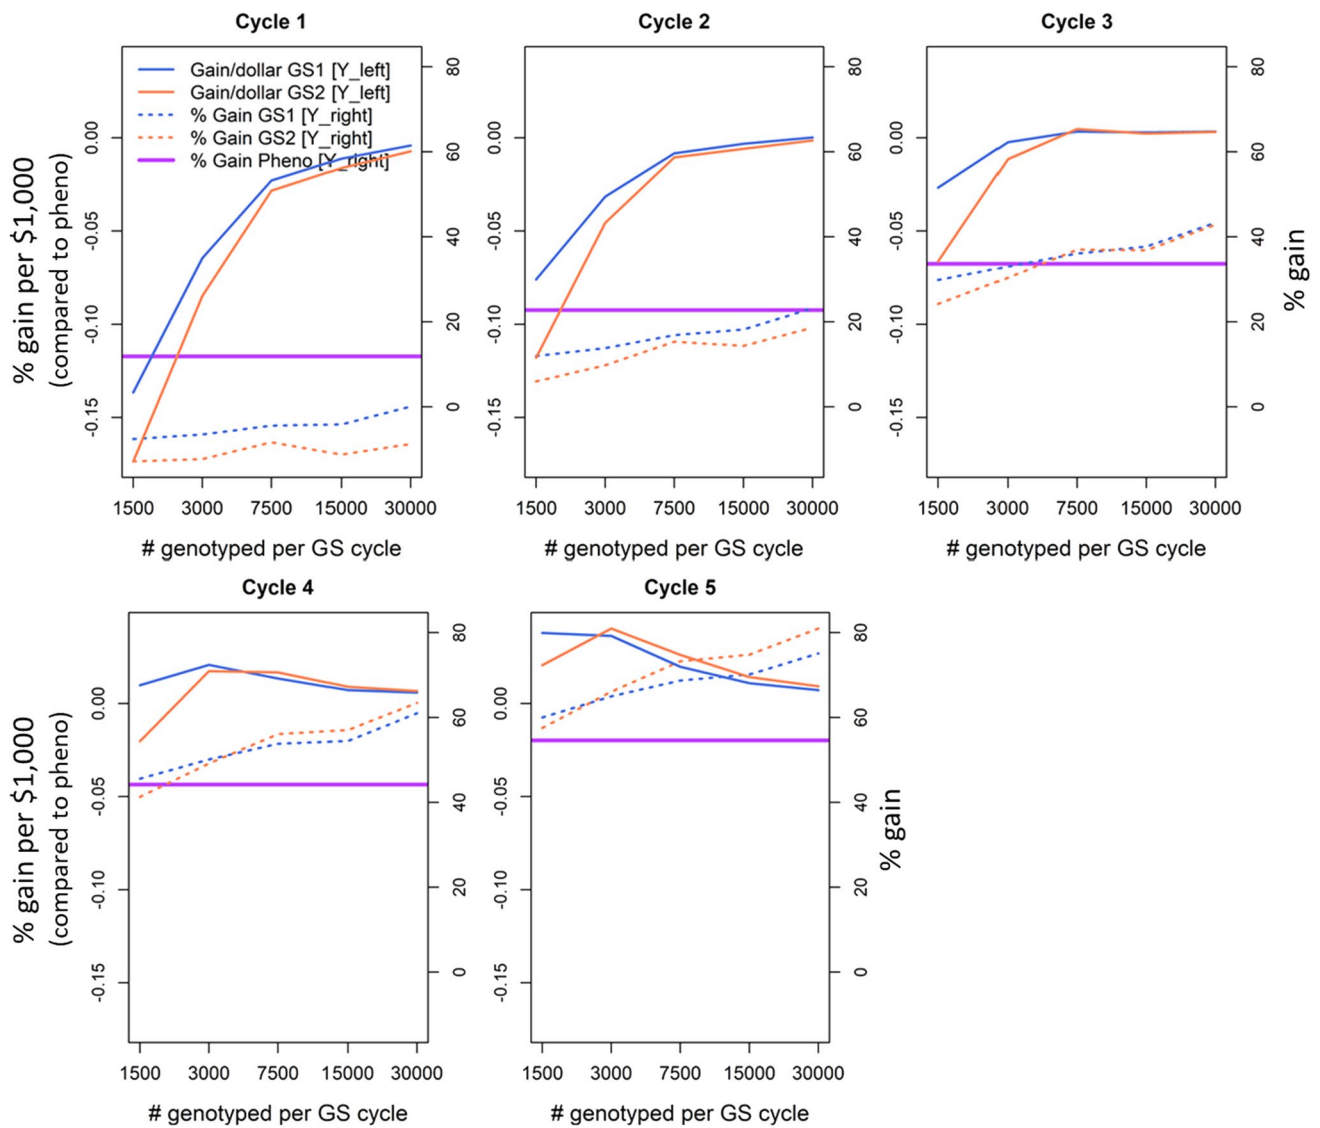 Cycle 1
Gain/dollar GS1 [Y_left]
Gain/dollar GS2 [Y_left]
% Gain GS1 [Y_right]
% Gain GS2 [Y_right]
% Gain Pheno [Y_right]
% gain per $1,000
(compared to pheno)
0.00
-0.05
-0.10
-0.15
80
60
40
20
0
1500 3000 7500 15000 30000
# genotyped per GS cycle
Cycle 2
0.00
-0.05
-0.10
-0.15
80
60
40
20
0
1500 3000 7500 15000 30000
# genotyped per GS cycle
Cycle 3
0.00
-0.05
-0.10
-0.15
80
60
40
20
0
% gain
1500 3000 7500 15000 30000
# genotyped per GS cycle
Cycle 4
% gain per $1,000
(compared to pheno)
0.00
-0.05
-0.10
-0.15
80
60
40
20
0
1500 3000 7500 15000 30000
# genotyped per GS cycle
Cycle 5
0.00
-0.05
-0.10
-0.15
80
60
40
20
0
% gain
1500 3000 7500 15000 30000
# genotyped per GS cycle